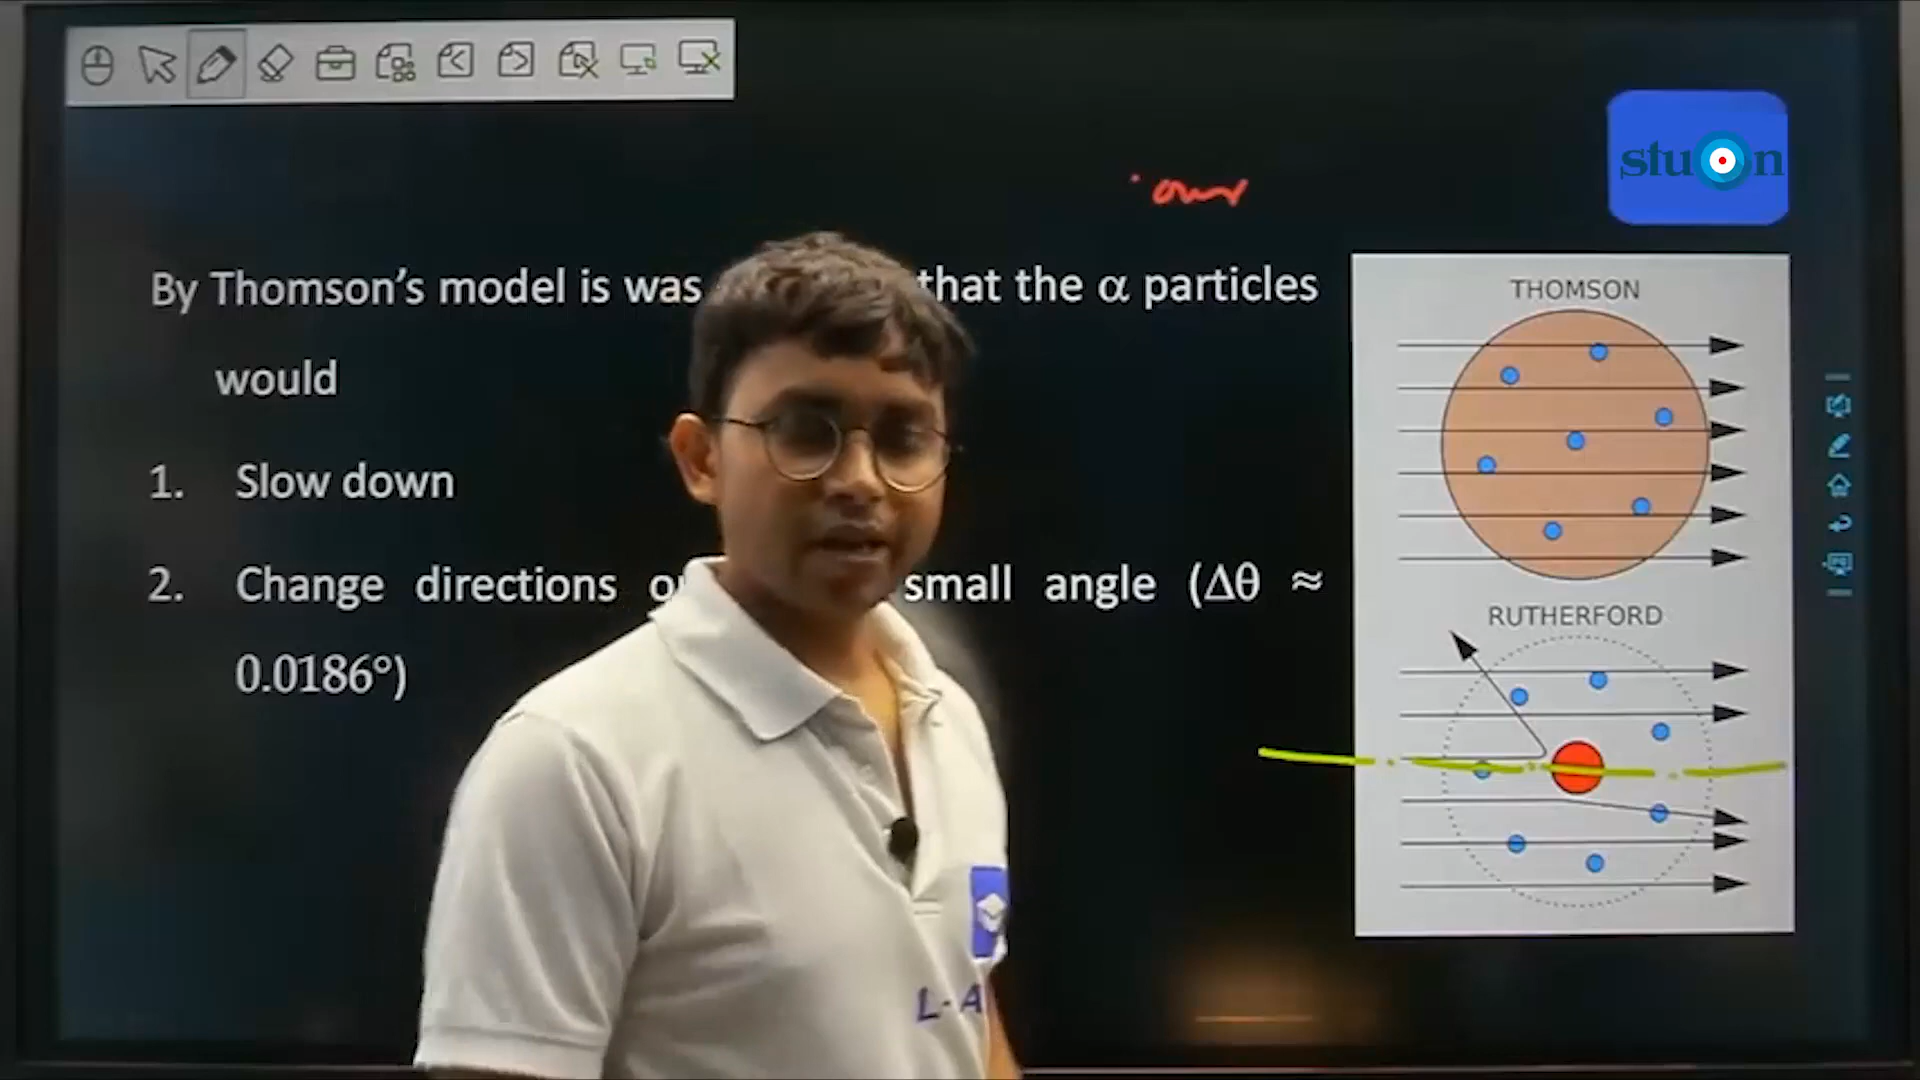 stuOn
By Thomson's model is was that the α particles
would
1. Slow down
2. Change directions small angle (Δθ ≈
0.0186°)
THOMSON
RUTHERFORD